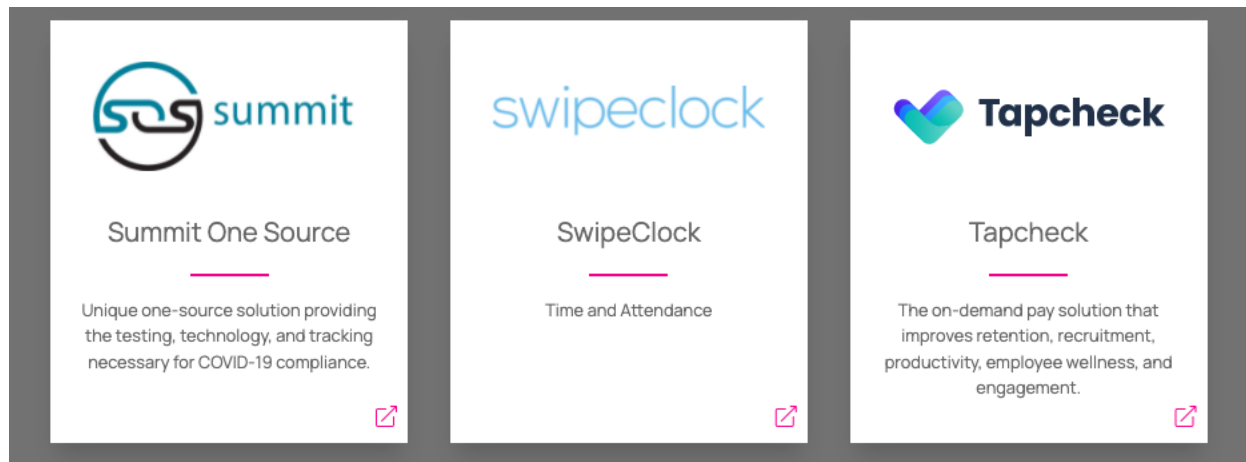 sos summit
Summit One Source
Unique one-source solution providing
the testing, technology, and tracking
necessary for COVID-19 compliance.
swipeclock
SwipeClock
Time and Attendance
Tapcheck
Tapcheck
The on-demand pay solution that
improves retention, recruitment,
productivity, employee wellness, and
engagement.